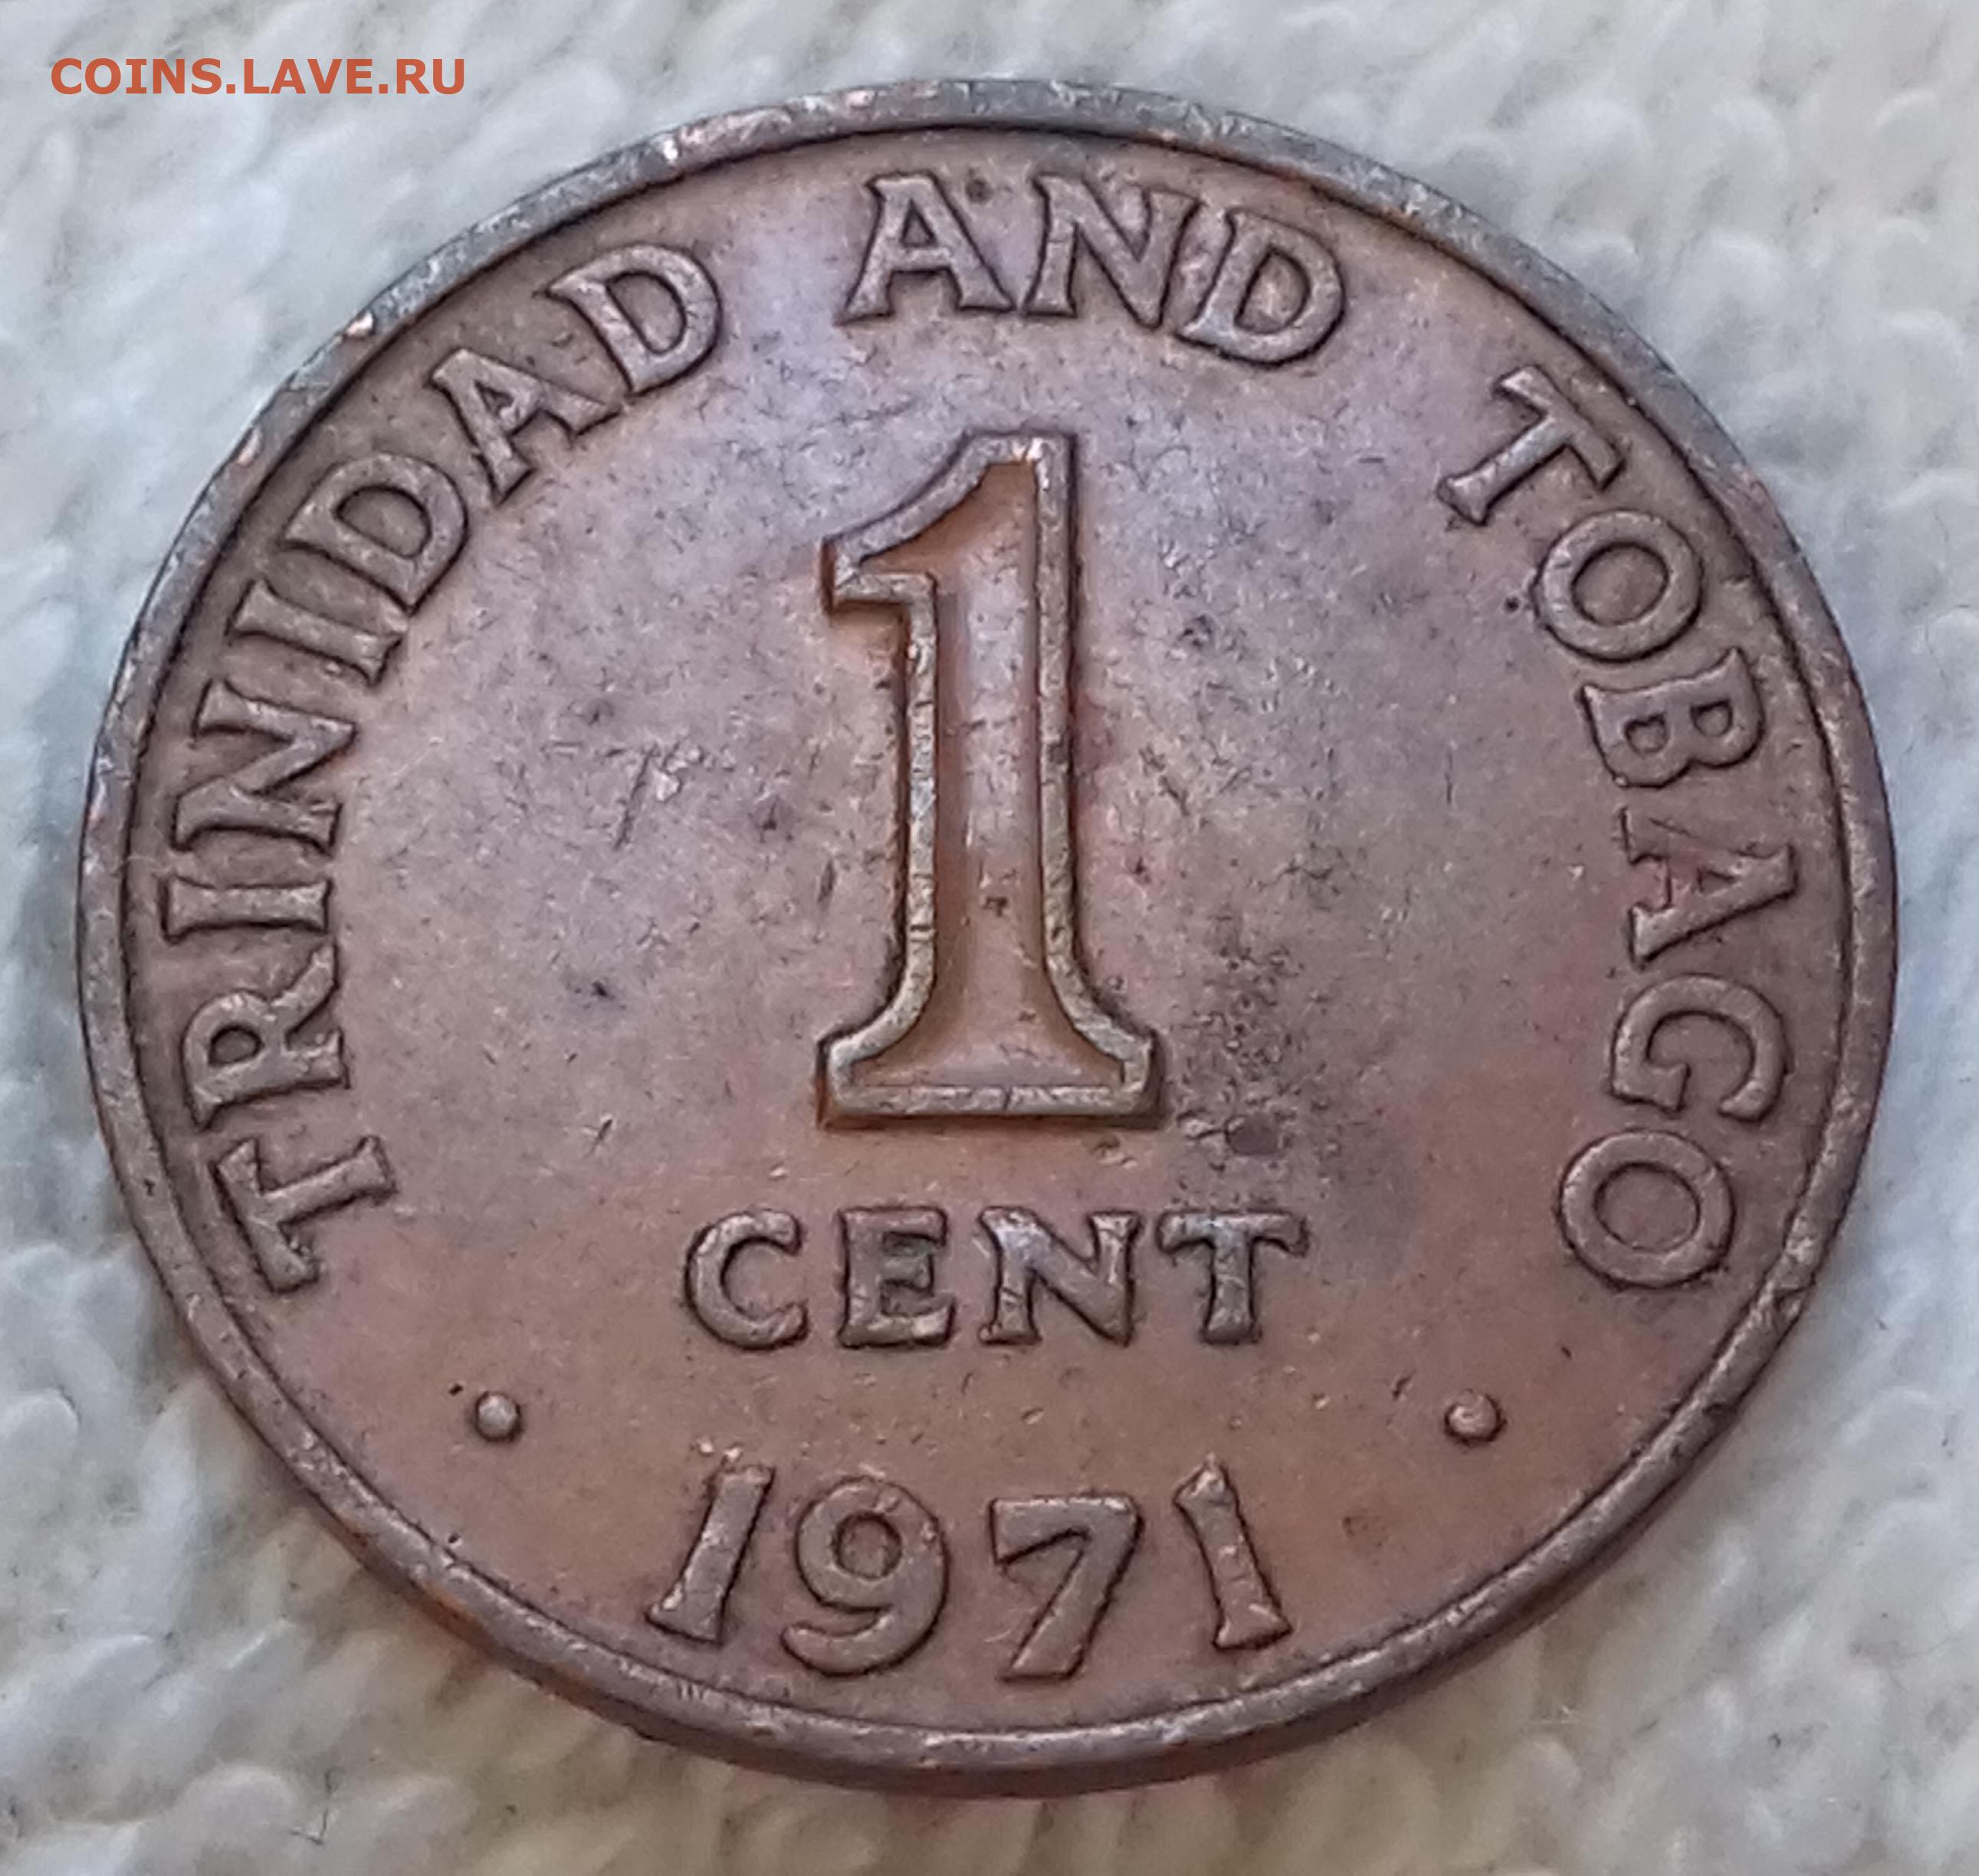 COINS.LAVE.RU
TRINIDAD AND TOBAGO
1
CENT
• 1971 •